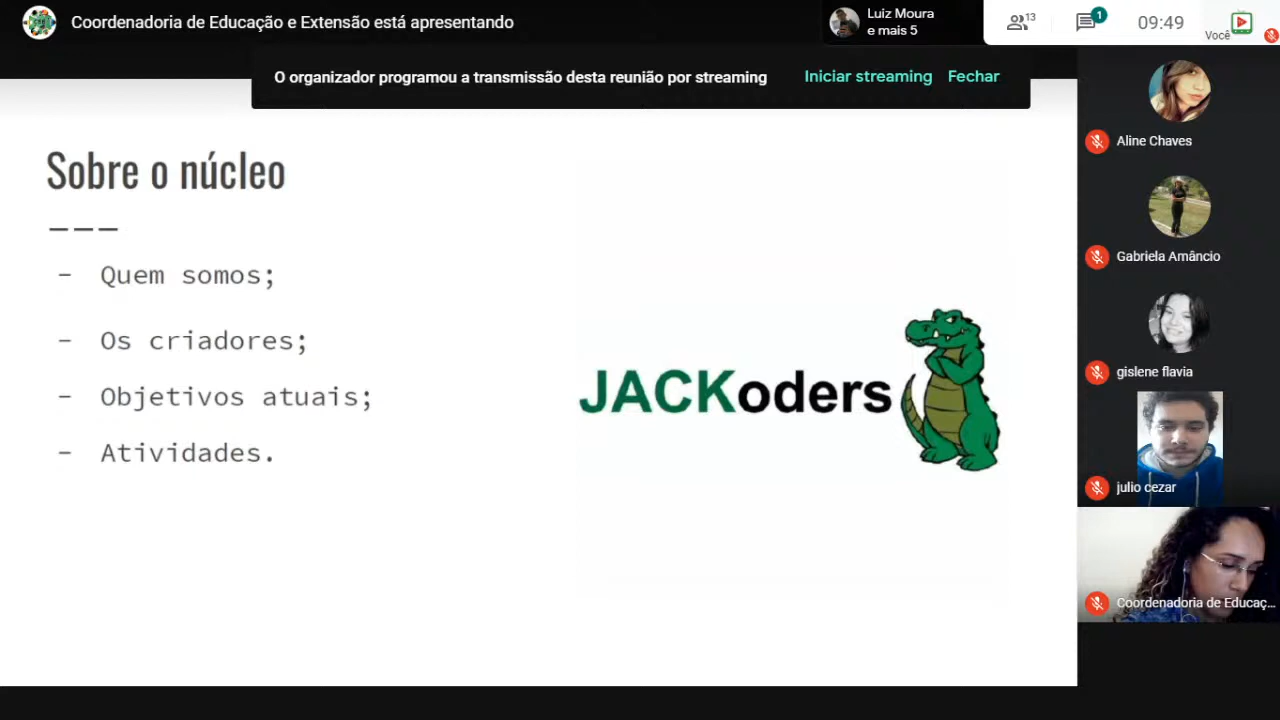 Coordenadoria de Educação e Extensão está apresentando
Luiz Moura
e mais 5
13
1
09:49
Você
O organizador programou a transmissão desta reunião por streaming
Iniciar streaming
Fechar
Sobre o núcleo
– Quem somos;
– Os criadores;
– Objetivos atuais;
– Atividades.
JACKoders
Aline Chaves
Gabriela Amâncio
gislene flavia
julio cezar
Coordenadoria de Educaç...